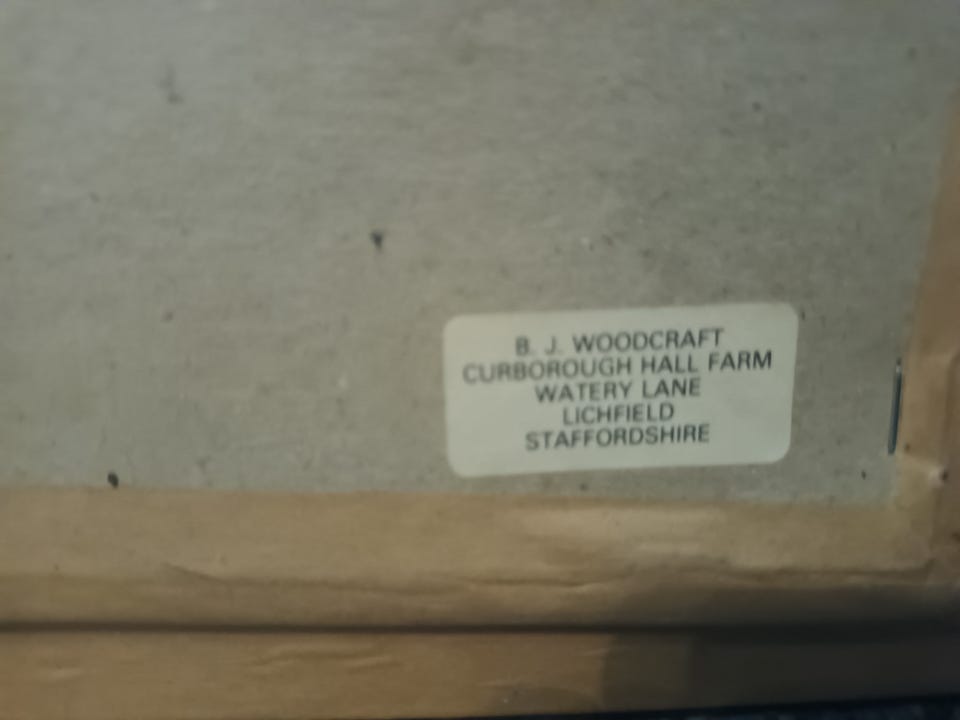 B. J. WOODCRAFT
CURBOROUGH HALL FARM
WATERY LANE
LICHFIELD
STAFFORDSHIRE